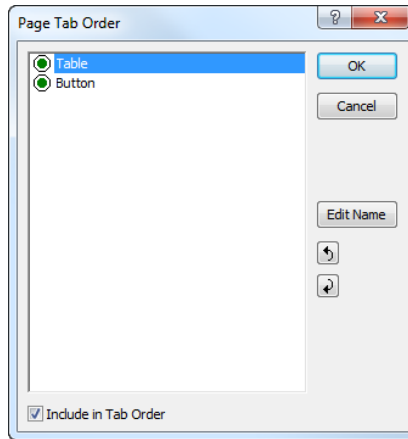 Page Tab Order
Table
Button
OK
Cancel
Edit Name
Include in Tab Order